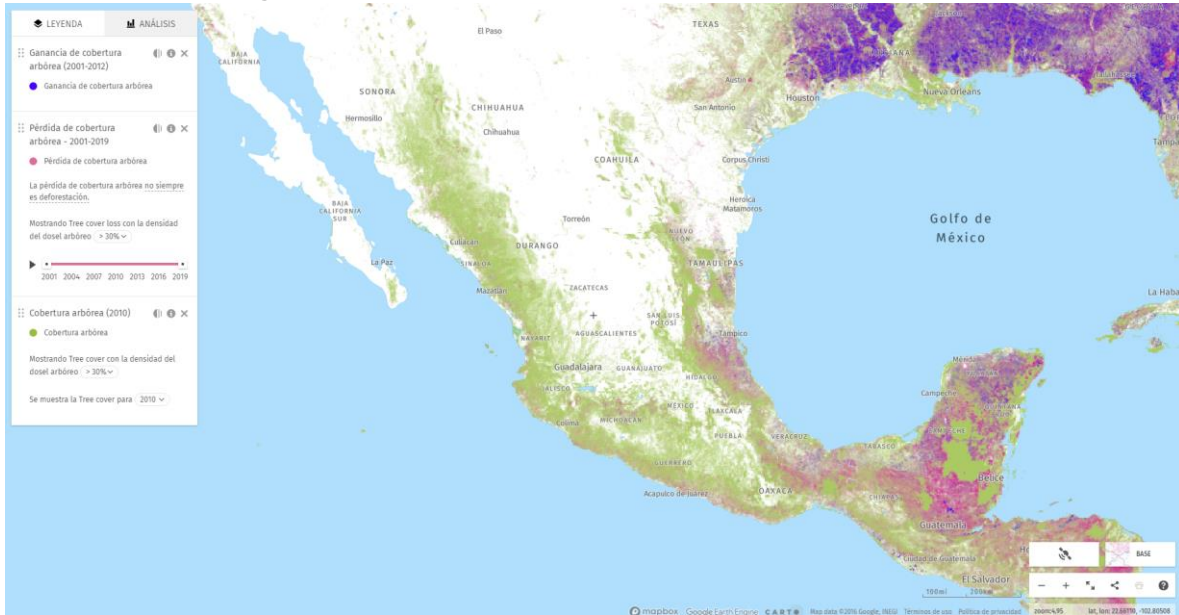 LEYENDA
ANÁLISIS
Ganancia de cobertura
arbórea (2001-2012)
Ganancia de cobertura arbórea
Pérdida de cobertura
arbórea - 2001-2019
Pérdida de cobertura arbórea
La pérdida de cobertura arbórea no siempre
es deforestación.
Mostrando Tree cover loss con la densidad
del dosel arbóreo > 30%
2001 2004 2007 2010 2013 2016 2019
Cobertura arbórea (2010)
Cobertura arbórea
Mostrando Tree cover con la densidad del
dosel arbóreo > 30%
Se muestra la Tree cover para 2010
TEXAS
El Paso
BAJA
CALIFORNIA
SONORA
Hermosillo
CHIHUAHUA
Chihuahua
Austin
San Antonio
Houston
Nueva Orleans
Tampa
COAHUILA
Corpus Christi
Heroica
Matamoros
BAJA
CALIFORNIA
SUR
Torreón
NUEVO
LEÓN
Golfo de
México
Culiacán
DURANGO
La Paz
SINALOA
TAMAULIPAS
Mazatlán
ZACATECAS
La Haba
SAN LUIS
POTOSÍ
AGUASCALIENTES
Tampico
NAYARIT
Guadalajara
GUANAJUATO
HIDALGO
Mérida
JALISCO
Campeche
QUINTANA
Colima
MICHOACÁN
MÉXICO
TLAXCALA
PUEBLA
VERACRUZ
CAMPECHE
TABASCO
GUERRERO
Belice
Acapulco de Juárez
OAXACA
CHIAPAS
Guatemala
Ciudad de Guatemala
El Salvador
BASE
100mi
mapbox Google Earth Engine CARTO Map data ©2016 Google, INEGI Términos de uso Política de privacidad
zoom:4.95